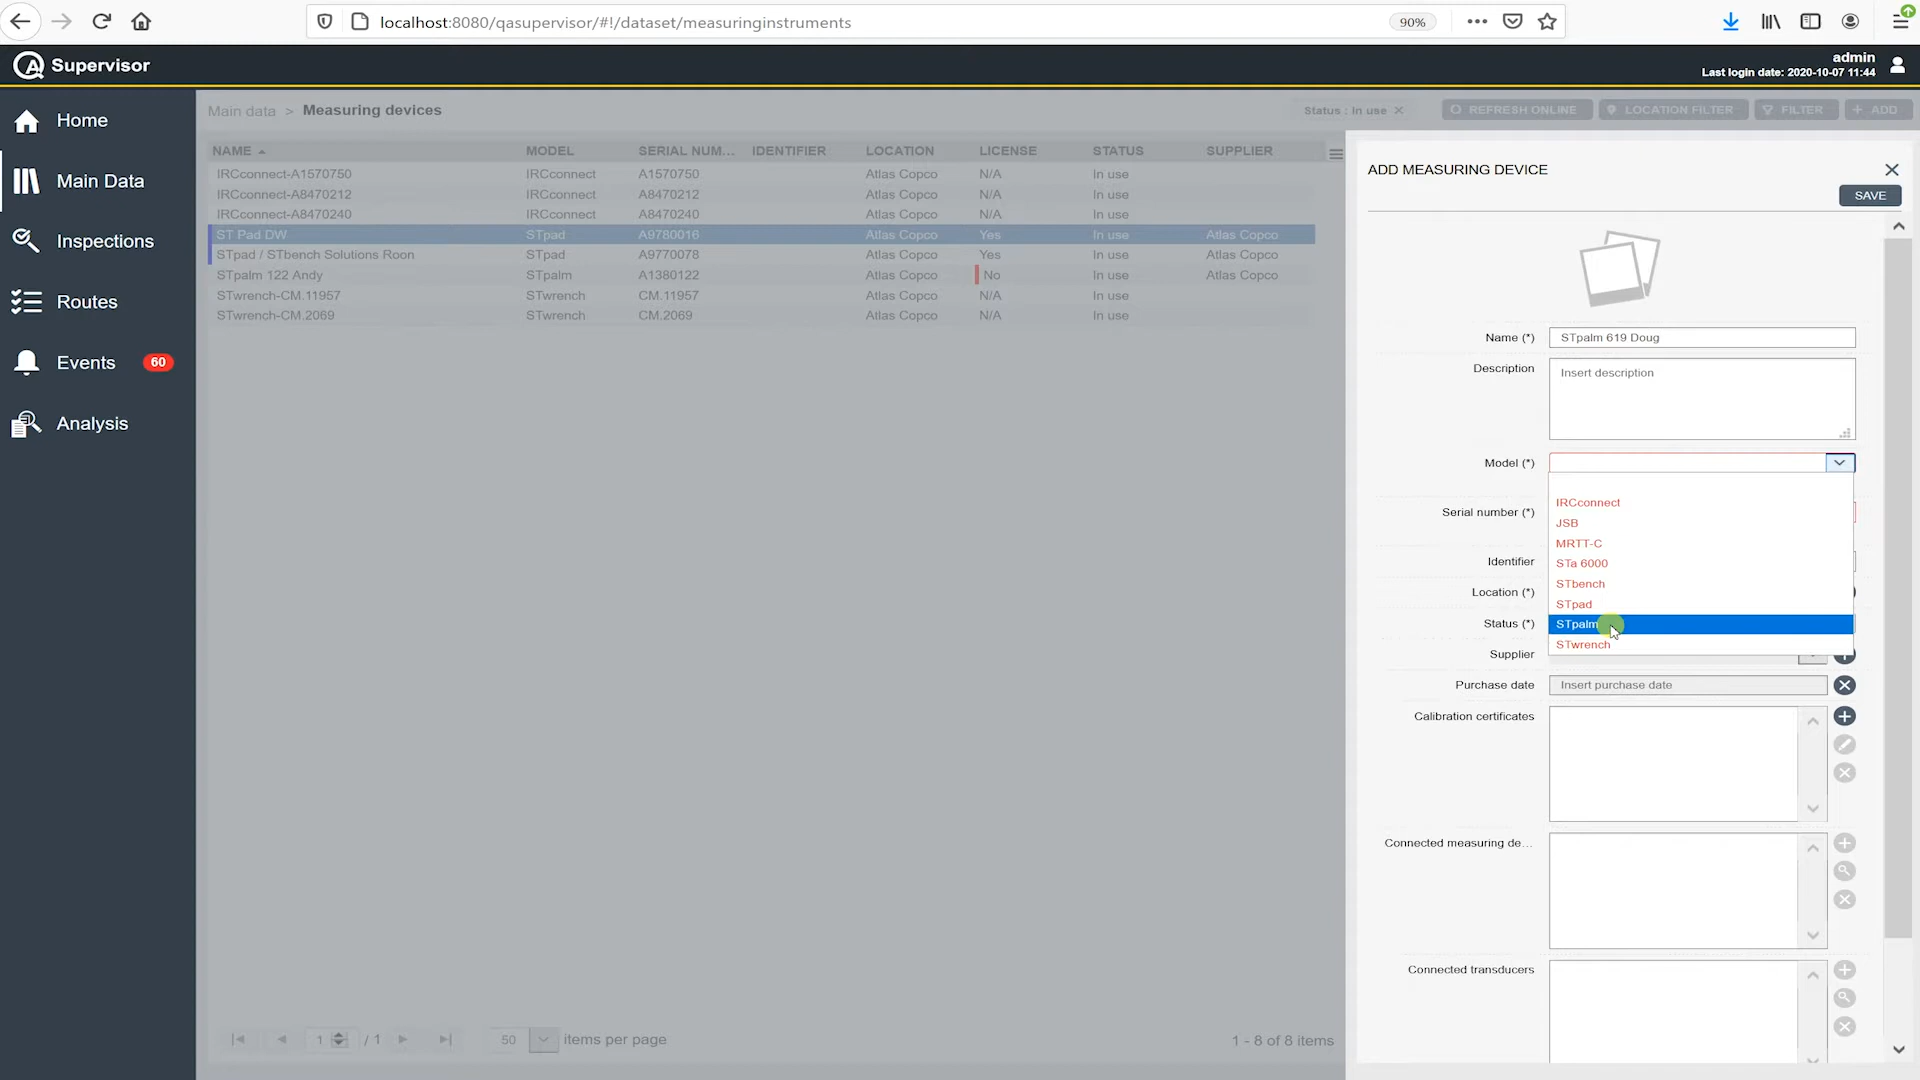 localhost:8080/qasupervisor/#!/dataset/measuringinstruments
90%
QA Supervisor
admin
Last login date: 2020-10-07 11:44
Home
Main Data
Inspections
Routes
Events 60
Analysis
Main data > Measuring devices
Status : In use
REFRESH ONLINE
LOCATION FILTER
FILTER
+ ADD
NAME MODEL SERIAL NUM... IDENTIFIER LOCATION LICENSE STATUS SUPPLIER
IRCconnect-A1570750 IRCconnect A1570750 Atlas Copco N/A In use
IRCconnect-A8470212 IRCconnect A8470212 Atlas Copco N/A In use
IRCconnect-A8470240 IRCconnect A8470240 Atlas Copco N/A In use
ST Pad DW STpad A9780016 Atlas Copco Yes In use Atlas Copco
STpad / STbench Solutions Roon STpad A9770078 Atlas Copco Yes In use Atlas Copco
STpalm 122 Andy STpalm A1380122 Atlas Copco No In use Atlas Copco
STwrench-CM.11957 STwrench CM.11957 Atlas Copco N/A In use
STwrench-CM.2069 STwrench CM.2069 Atlas Copco N/A In use
1 / 1
50 items per page
1 - 8 of 8 items
ADD MEASURING DEVICE
SAVE
Name (*) STpalm 619 Doug
Description Insert description
Model (*)
IRCconnect
JSB
MRTT-C
STa 6000
STbench
STpad
STpalm
STwrench
Serial number (*)
Identifier
Location (*)
Status (*)
Supplier
Purchase date Insert purchase date
Calibration certificates
Connected measuring de...
Connected transducers